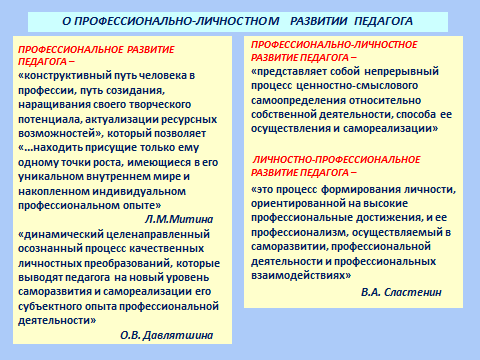 О ПРОФЕССИОНАЛЬНО-ЛИЧНОСТНОМ РАЗВИТИИ ПЕДАГОГА
ПРОФЕССИОНАЛЬНОЕ РАЗВИТИЕ
ПЕДАГОГА –
«конструктивный путь человека в
профессии, путь созидания,
наращивания своего творческого
потенциала, актуализации ресурсных
возможностей», который позволяет
«...находить присущие только ему
одному точки роста, имеющиеся в его
уникальном внутреннем мире и
накопленном индивидуальном
профессиональном опыте»
Л.М.Митина
«динамический целенаправленный
осознанный процесс качественных
личностных преобразований, которые
выводят педагога на новый уровень
саморазвития и самореализации его
субъектного опыта профессиональной
деятельности»
О.В. Давлятшина
ПРОФЕССИОНАЛЬНО-ЛИЧНОСТНОЕ
РАЗВИТИЕ ПЕДАГОГА –
«представляет собой непрерывный
процесс ценностно-смыслового
самоопределения относительно
собственной деятельности, способа ее
осуществления и самореализации»
ЛИЧНОСТНО-ПРОФЕССИОНАЛЬНОЕ
РАЗВИТИЕ ПЕДАГОГА –
«это процесс формирования личности,
ориентированной на высокие
профессиональные достижения, и ее
профессионализм, осуществляемый в
саморазвитии, профессиональной
деятельности и профессиональных
взаимодействиях»
В.А. Сластенин